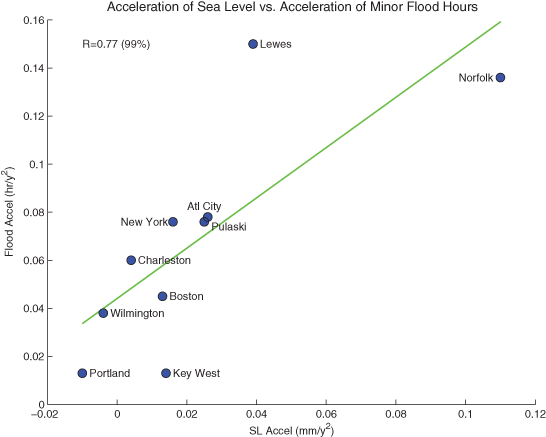 Acceleration of Sea Level vs. Acceleration of Minor Flood Hours
0.16
R=0.77 (99%)
Lewes
0.14
Norfolk
0.12
0.1
Flood Accel (hr/y²)
Atl City
0.08
New York
Pulaski
0.06
Charleston
Boston
0.04
Wilmington
0.02
Portland
Key West
0
−0.02 0 0.02 0.04 0.06 0.08 0.1 0.12
SL Accel (mm/y²)